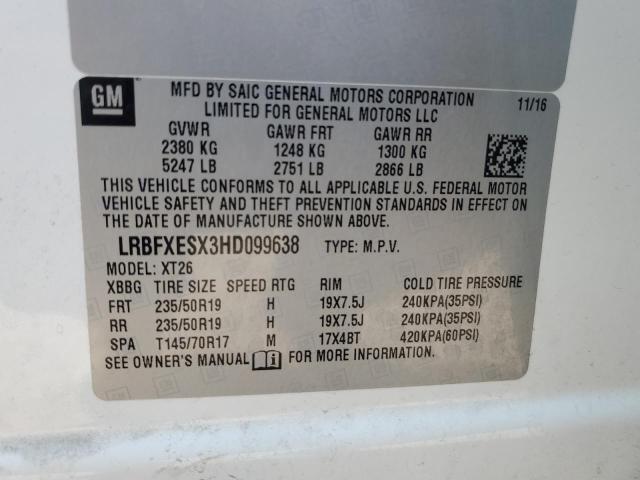 GM
MFD BY SAIC GENERAL MOTORS CORPORATION 11/16
LIMITED FOR GENERAL MOTORS LLC
GVWR GAWR FRT GAWR RR
2380 KG 1248 KG 1300 KG
5247 LB 2751 LB 2866 LB
THIS VEHICLE CONFORMS TO ALL APPLICABLE U.S. FEDERAL MOTOR
VEHICLE SAFETY AND THEFT PREVENTION STANDARDS IN EFFECT ON
THE DATE OF MANUFACTURE SHOWN ABOVE.
LRBFXESX3HD099638 TYPE: M.P.V.
MODEL: XT26
XBBG TIRE SIZE SPEED RTG RIM COLD TIRE PRESSURE
FRT 235/50R19 H 19X7.5J 240KPA(35PSI)
RR 235/50R19 H 19X7.5J 240KPA(35PSI)
SPA T145/70R17 M 17X4BT 420KPA(60PSI)
SEE OWNER'S MANUAL i FOR MORE INFORMATION.